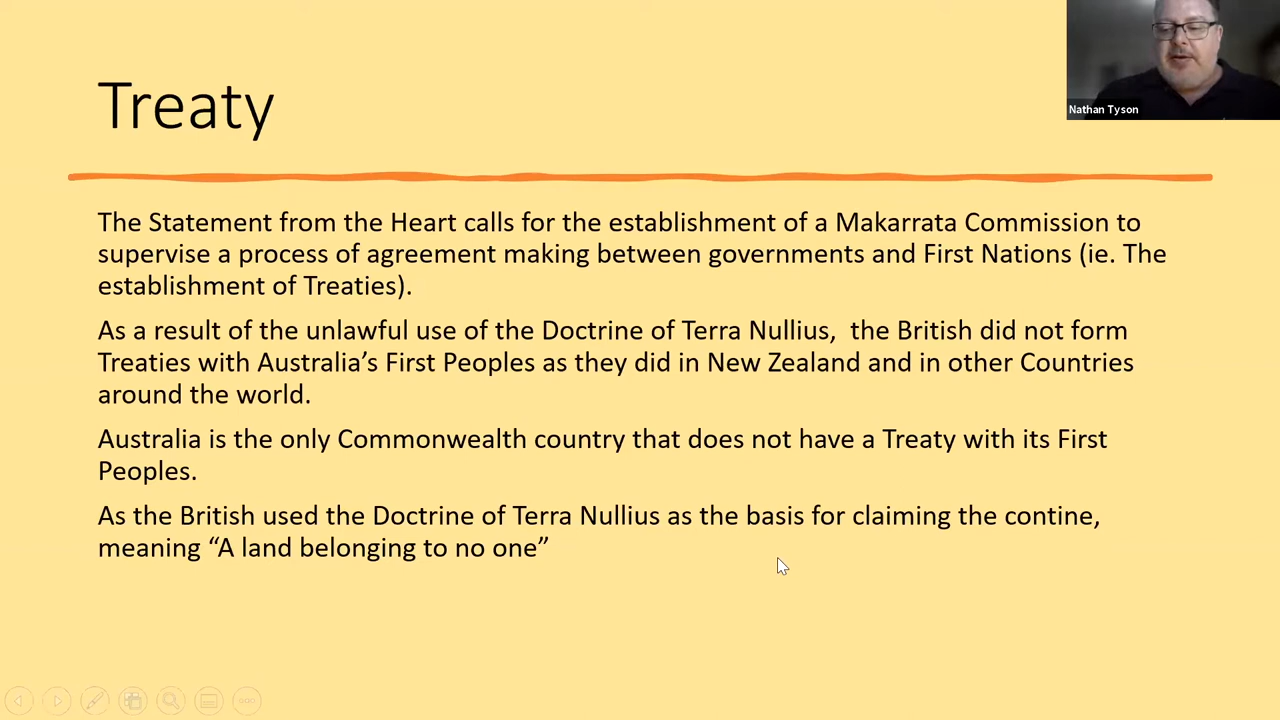 Treaty
Nathan Tyson
The Statement from the Heart calls for the establishment of a Makarrata Commission to
supervise a process of agreement making between governments and First Nations (ie. The
establishment of Treaties).
As a result of the unlawful use of the Doctrine of Terra Nullius,  the British did not form
Treaties with Australia’s First Peoples as they did in New Zealand and in other Countries
around the world.
Australia is the only Commonwealth country that does not have a Treaty with its First
Peoples.
As the British used the Doctrine of Terra Nullius as the basis for claiming the contine,
meaning “A land belonging to no one”